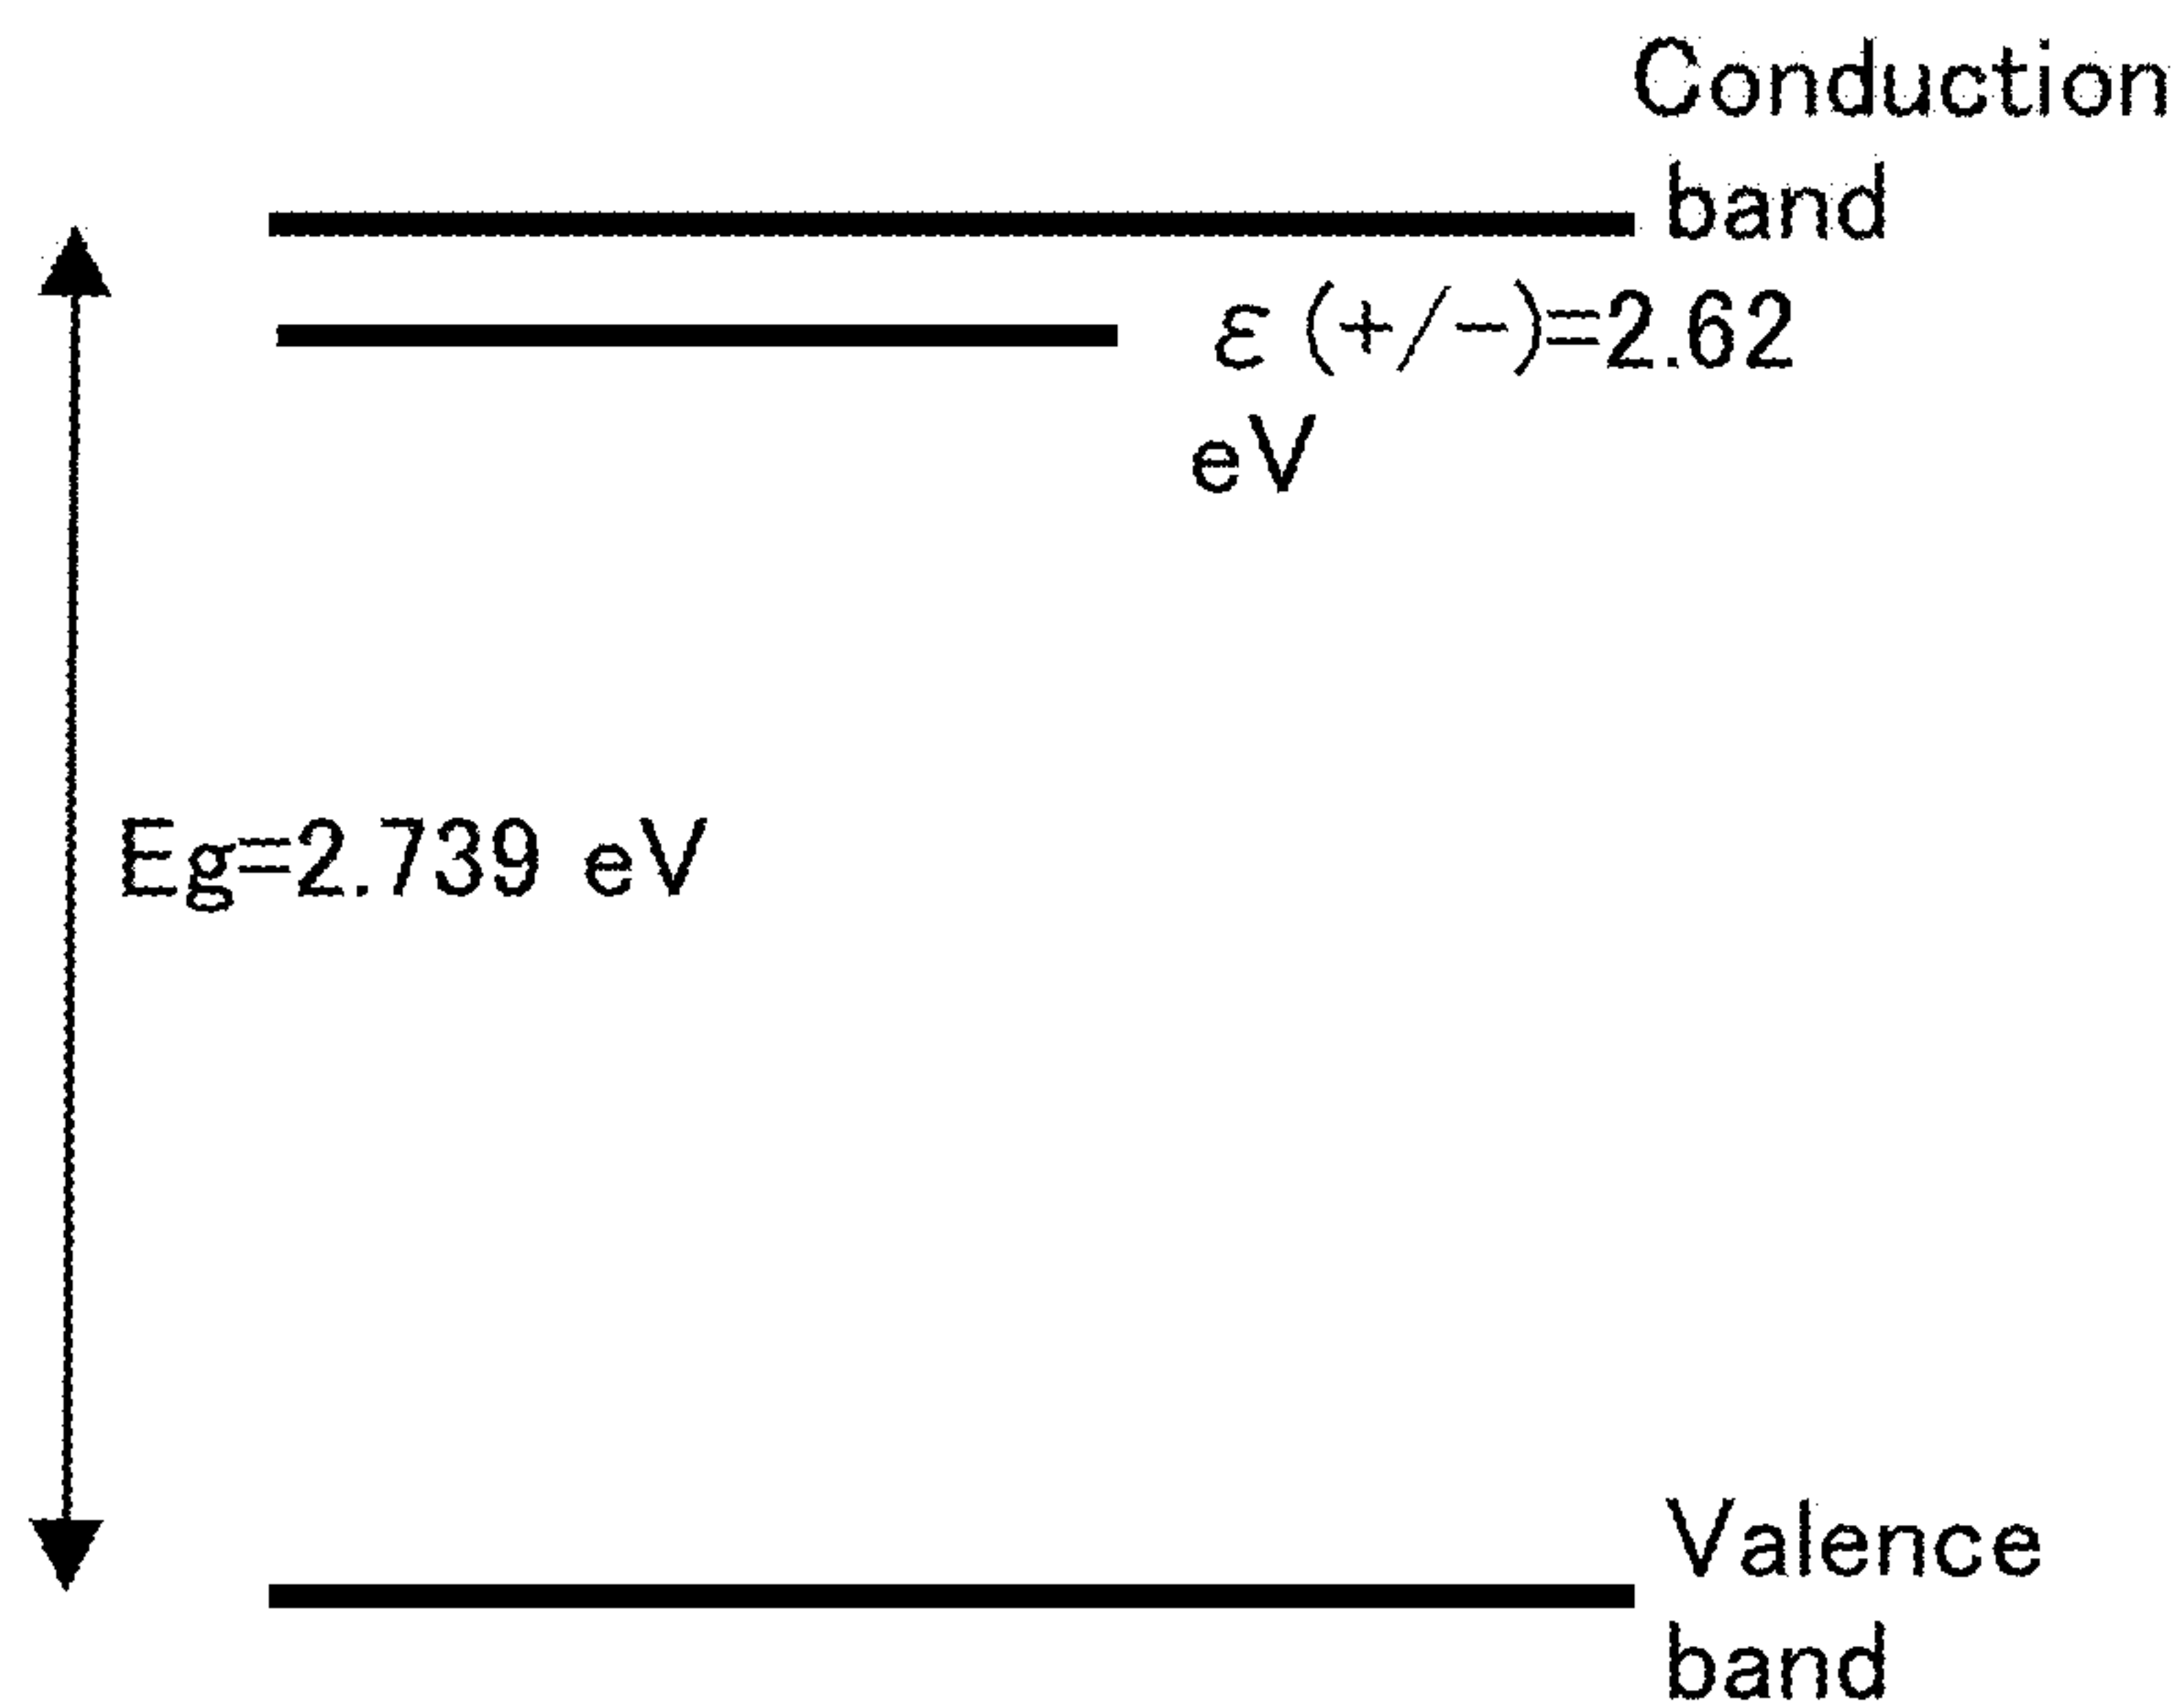 Conduction
band
ε(+/−)=2.62
eV
Eg=2.739 eV
Valence
band